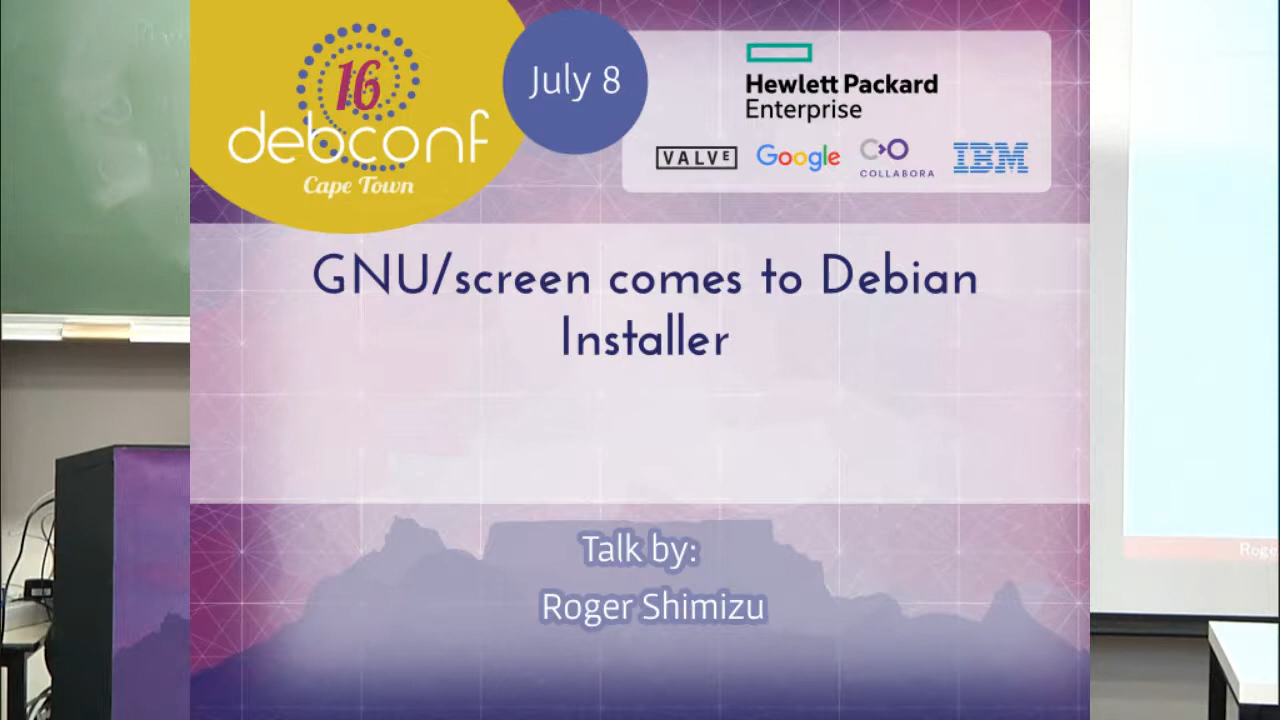 16
debconf
Cape Town
July 8
Hewlett Packard
Enterprise
VALVE
Google
COLLABORA
IBM
GNU/screen comes to Debian
Installer
Talk by:
Roger Shimizu
Roge